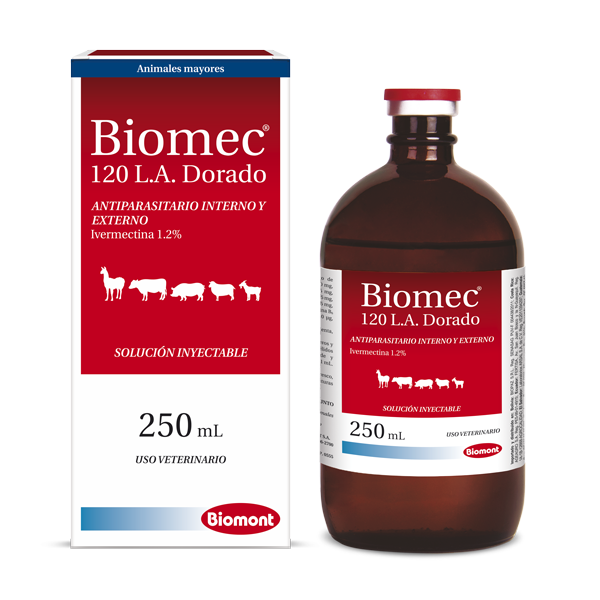 Animales mayores
Biomec®
120 L.A. Dorado
ANTIPARASITARIO INTERNO Y
EXTERNO
Ivermectina 1.2%
SOLUCIÓN INYECTABLE
250 mL
USO VETERINARIO
Biomont
Biomec®
120 L.A. Dorado
ANTIPARASITARIO INTERNO Y EXTERNO
Ivermectina 1.2%
SOLUCIÓN INYECTABLE
250 mL
USO VETERINARIO
Biomont